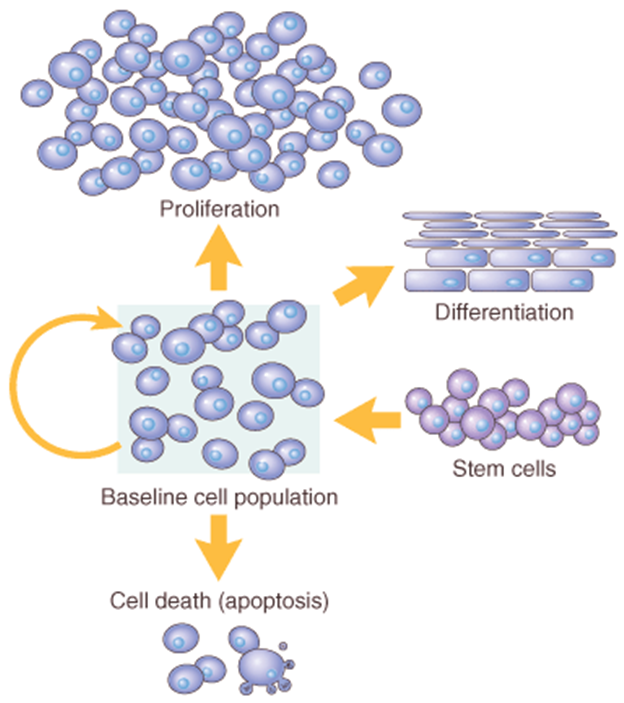 Proliferation
Differentiation
Stem cells
Baseline cell population
Cell death (apoptosis)